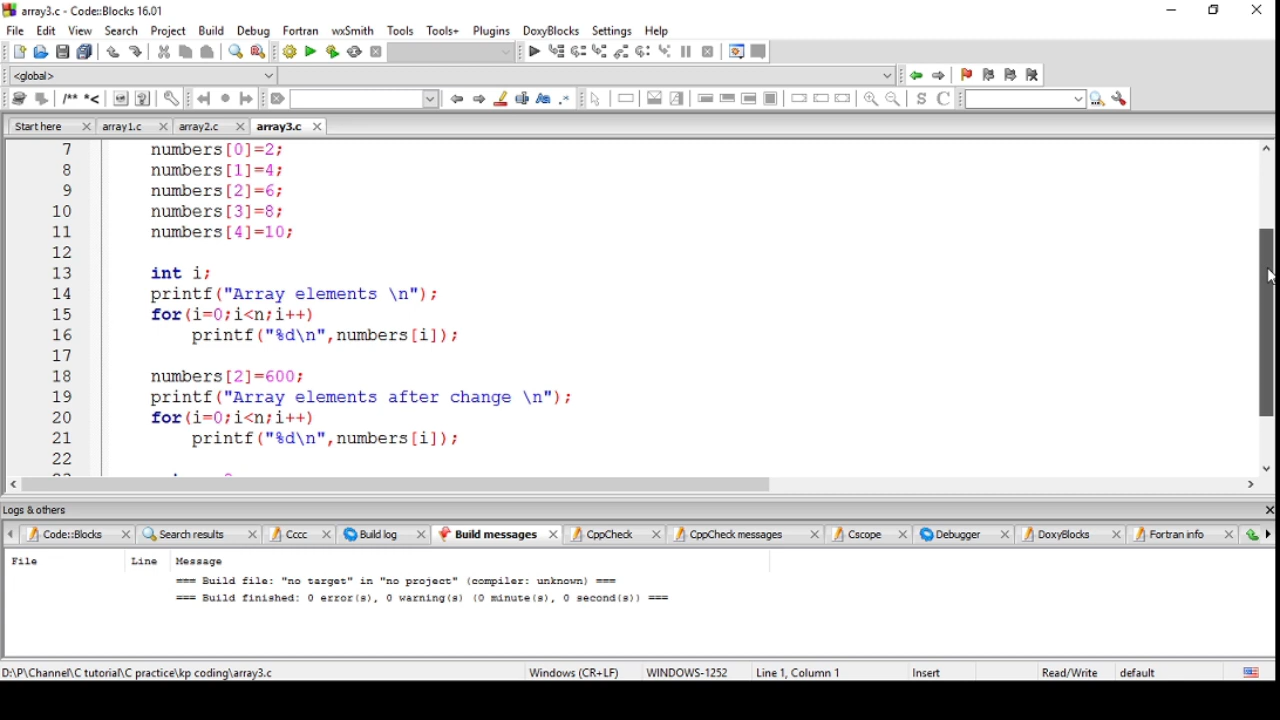 array3.c - Code::Blocks 16.01
File Edit View Search Project Build Debug Fortran wxSmith Tools Tools+ Plugins DoxyBlocks Settings Help
<global>
/** *<
S C
Start here array1.c array2.c array3.c
7 numbers[0]=2;
8 numbers[1]=4;
9 numbers[2]=6;
10 numbers[3]=8;
11 numbers[4]=10;
12
13 int i;
14 printf("Array elements \n");
15 for(i=0;i<n;i++)
16 printf("%d\n",numbers[i]);
17
18 numbers[2]=600;
19 printf("Array elements after change \n");
20 for(i=0;i<n;i++)
21 printf("%d\n",numbers[i]);
22
Logs & others
Code::Blocks Search results Cccc Build log Build messages CppCheck CppCheck messages Cscope Debugger DoxyBlocks Fortran info
File Line Message
=== Build file: "no target" in "no project" (compiler: unknown) ===
=== Build finished: 0 error(s), 0 warning(s) (0 minute(s), 0 second(s)) ===
D:\P\Channel\C tutorial\C practice\kp coding\array3.c Windows (CR+LF) WINDOWS-1252 Line 1, Column 1 Insert Read/Write default